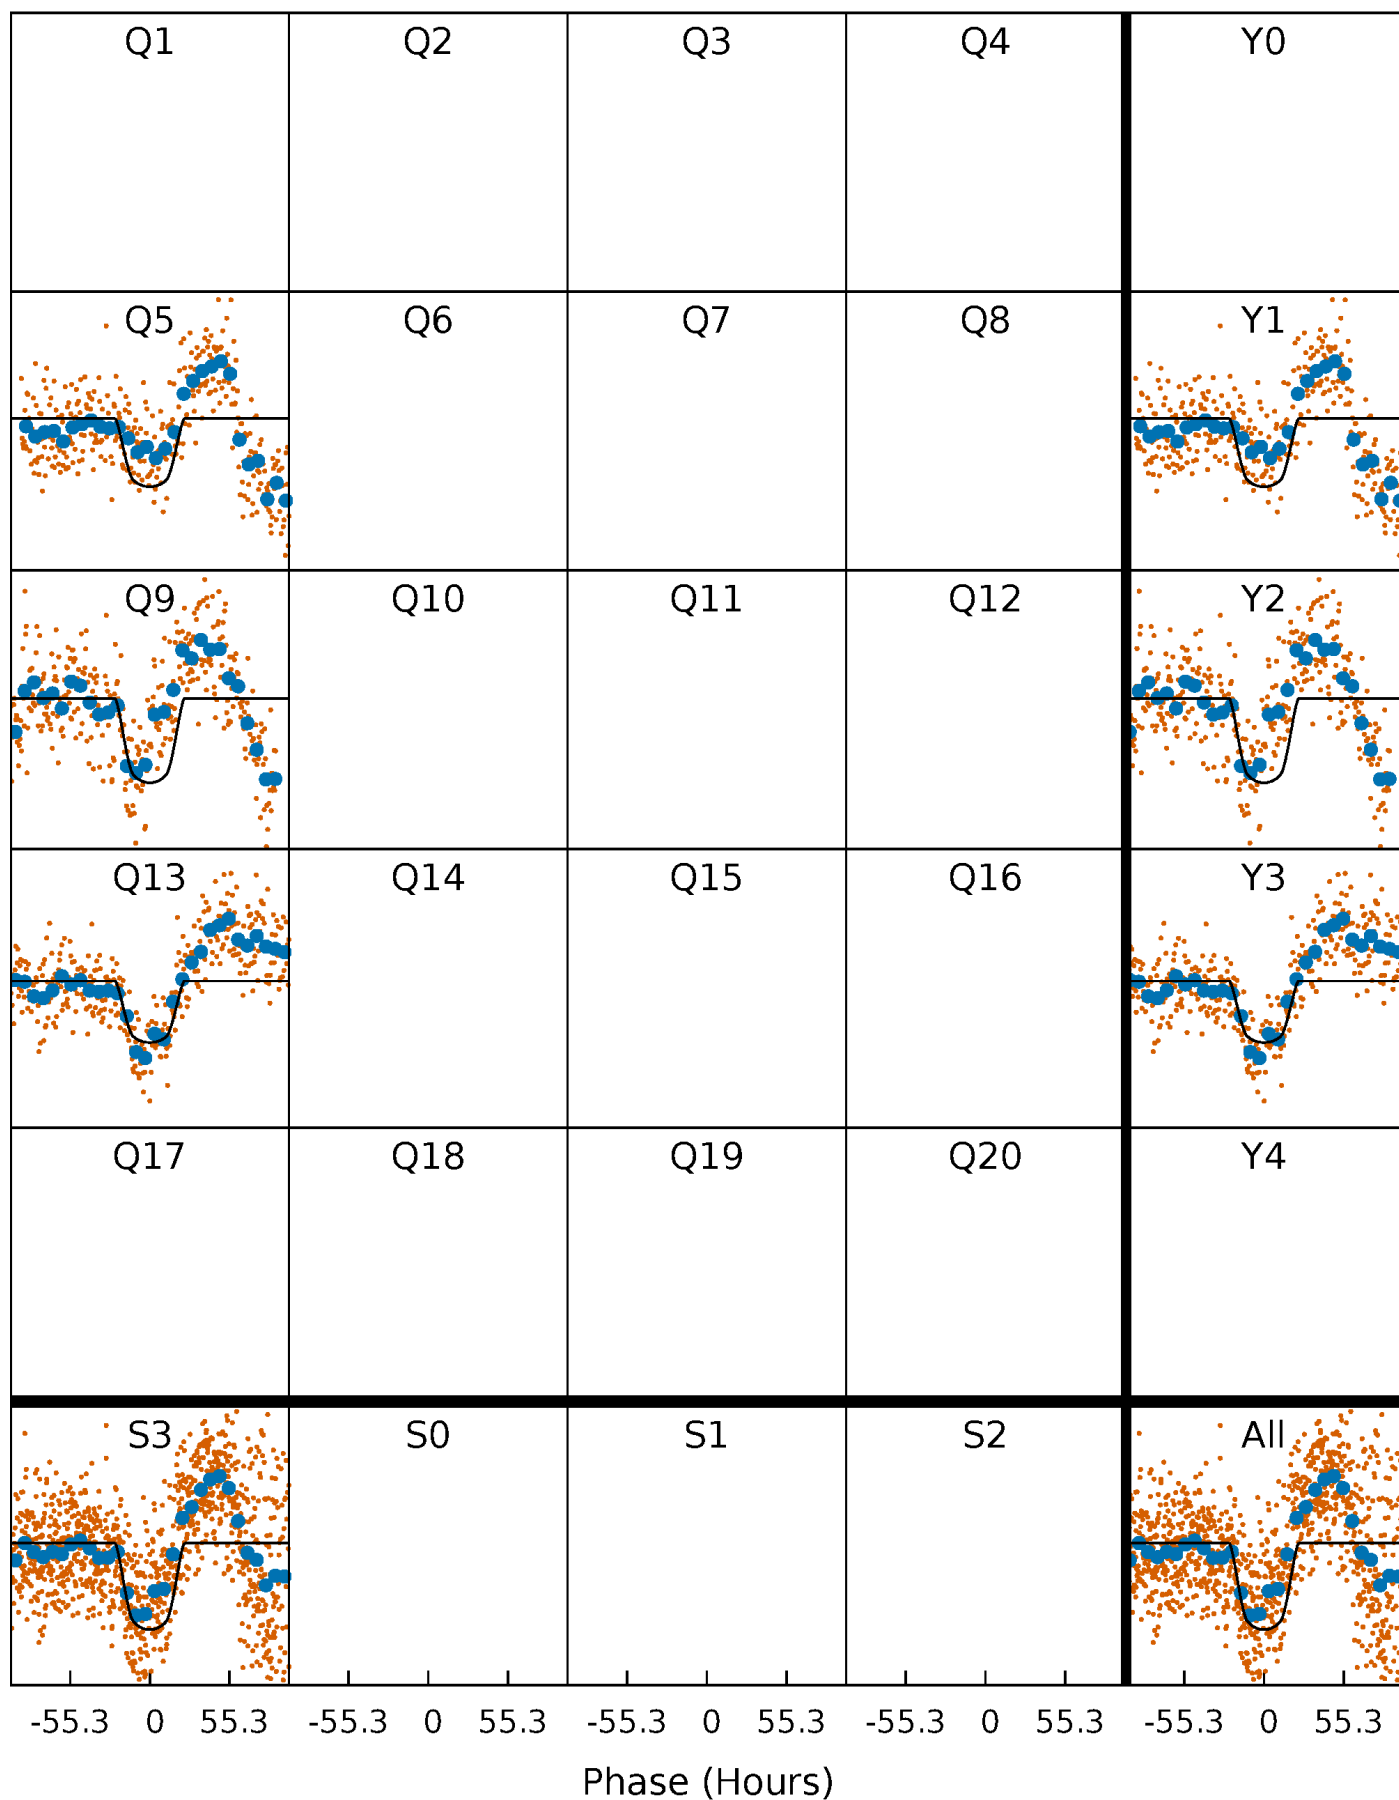 Q1 Q2 Q3 Q4 Y0
Q5 Q6 Q7 Q8 Y1
Q9 Q10 Q11 Q12 Y2
Q13 Q14 Q15 Q16 Y3
Q17 Q18 Q19 Q20 Y4
S3 S0 S1 S2 All
-55.3 0 55.3 -55.3 0 55.3 -55.3 0 55.3 -55.3 0 55.3 -55.3 0 55.3
Phase (Hours)